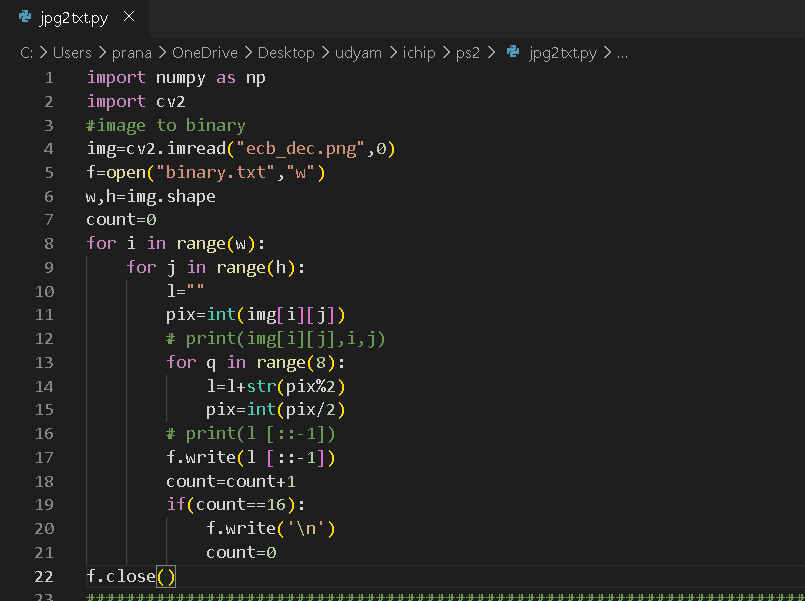 jpg2txt.py ×
C: > Users > prana > OneDrive > Desktop > udyam > ichip > ps2 > jpg2txt.py > ...
1 import numpy as np
2 import cv2
3 #image to binary
4 img=cv2.imread("ecb_dec.png",0)
5 f=open("binary.txt","w")
6 w,h=img.shape
7 count=0
8 for i in range(w):
9     for j in range(h):
10         l=""
11         pix=int(img[i][j])
12         # print(img[i][j],i,j)
13         for q in range(8):
14             l=l+str(pix%2)
15             pix=int(pix/2)
16         # print(l [::-1])
17         f.write(l [::-1])
18         count=count+1
19         if(count==16):
20             f.write('\n')
21             count=0
22 f.close()
23 ########################################################################